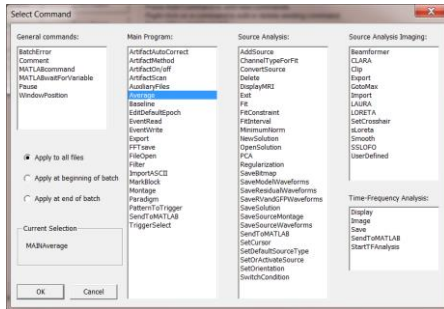 Select Command
General commands:
BatchError
Comment
MATLABcommand
MATLABwaitForVariable
Pause
WindowPosition
Apply to all files
Apply at beginning of batch
Apply at end of batch
Current Selection
MAINAverage
OK
Cancel
Main Program:
ArtifactAutoCorrect
ArtifactMethod
ArtifactOn/off
ArtifactScan
AuxiliaryFiles
Average
Baseline
EditDefaultEpoch
EventRead
EventWrite
Export
FFTsave
FileOpen
Filter
ImportASCII
MarkBlock
Montage
Paradigm
PatternToTrigger
SendToMATLAB
TriggerSelect
Source Analysis:
AddSource
ChannelTypeForFit
ConvertSource
Delete
DisplayMRI
Exit
Fit
FitConstraint
FitInterval
MinimumNorm
NewSolution
OpenSolution
PCA
Regularization
SaveBitmap
SaveModelWaveforms
SaveResidualWaveforms
SaveRVandGFPWaveforms
SaveSolution
SaveSourceMontage
SaveSourceWaveforms
SendToMATLAB
SetCursor
SetDefaultSourceType
SetOrActivateSource
SetOrientation
SwitchCondition
Source Analysis Imaging:
Beamformer
CLARA
Clip
Export
GotoMax
Import
LAURA
LORETA
SetCrosshair
sLoreta
Smooth
SSLOFO
UserDefined
Time-Frequency Analysis:
Display
Image
Save
SendToMATLAB
StartTFAnalysis